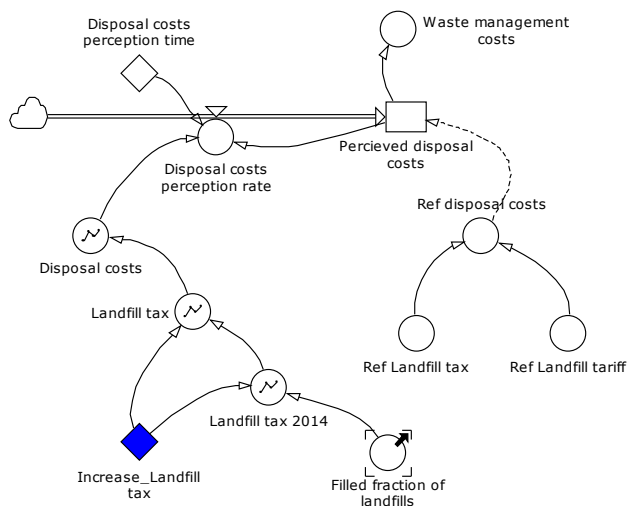 Disposal costs
perception time
Waste management
costs
Percieved disposal
costs
Disposal costs
perception rate
Ref disposal costs
Disposal costs
Landfill tax
Ref Landfill tax
Ref Landfill tariff
Landfill tax 2014
Increase_Landfill
tax
Filled fraction of
landfills